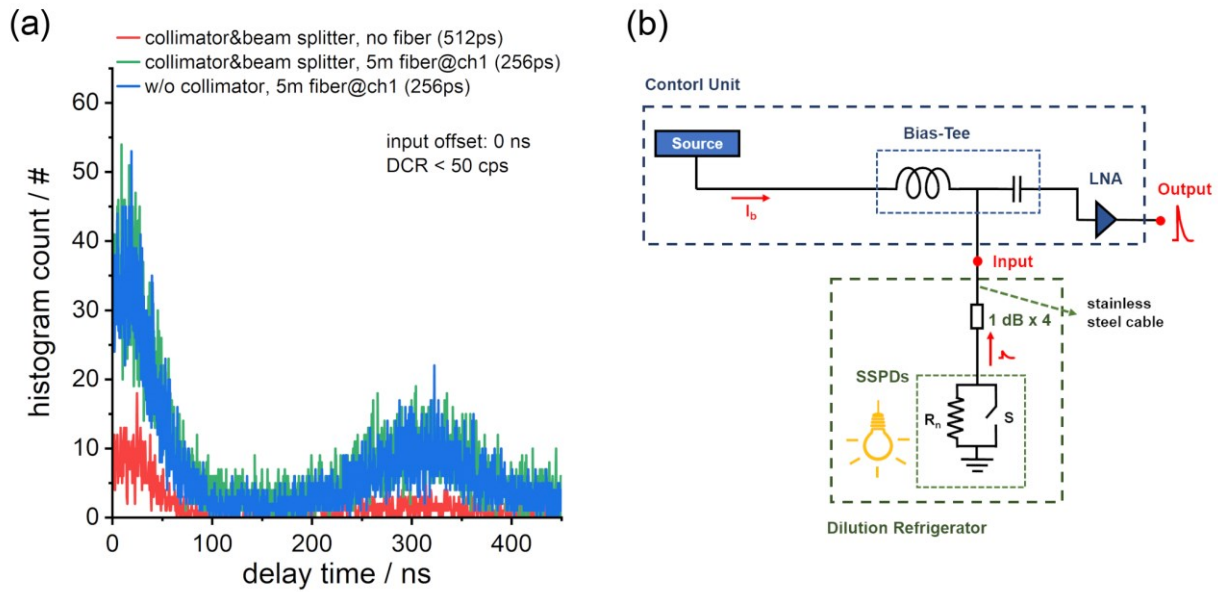 (a)
collimator&beam splitter, no fiber (512ps)
collimator&beam splitter, 5m fiber@ch1 (256ps)
w/o collimator, 5m fiber@ch1 (256ps)
input offset: 0 ns
DCR < 50 cps
histogram count / #
60
50
40
30
20
10
0
0 100 200 300 400
delay time / ns
(b)
Contorl Unit
Source
Bias-Tee
LNA
Output
I_b
Input
stainless
steel cable
1 dB x 4
SSPDs
R_n
S
Dilution Refrigerator